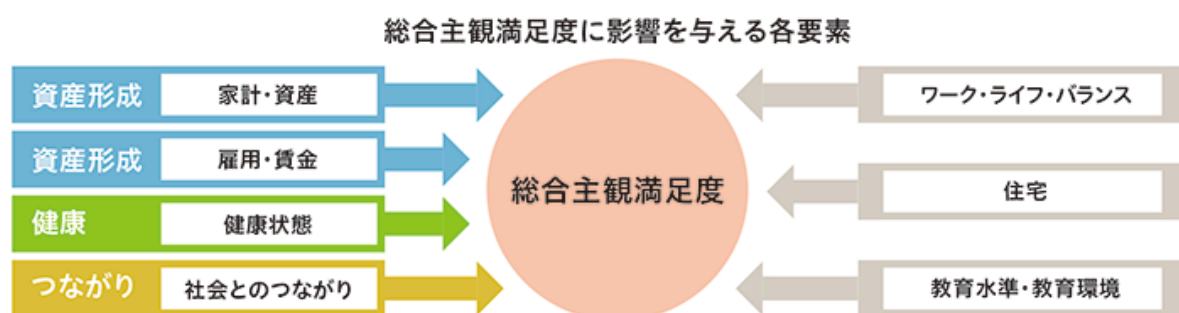 総合主観満足度に影響を与える各要素
資産形成 家計・資産
資産形成 雇用・賃金
健康 健康状態
つながり 社会とのつながり
総合主観満足度
ワーク・ライフ・バランス
住宅
教育水準・教育環境